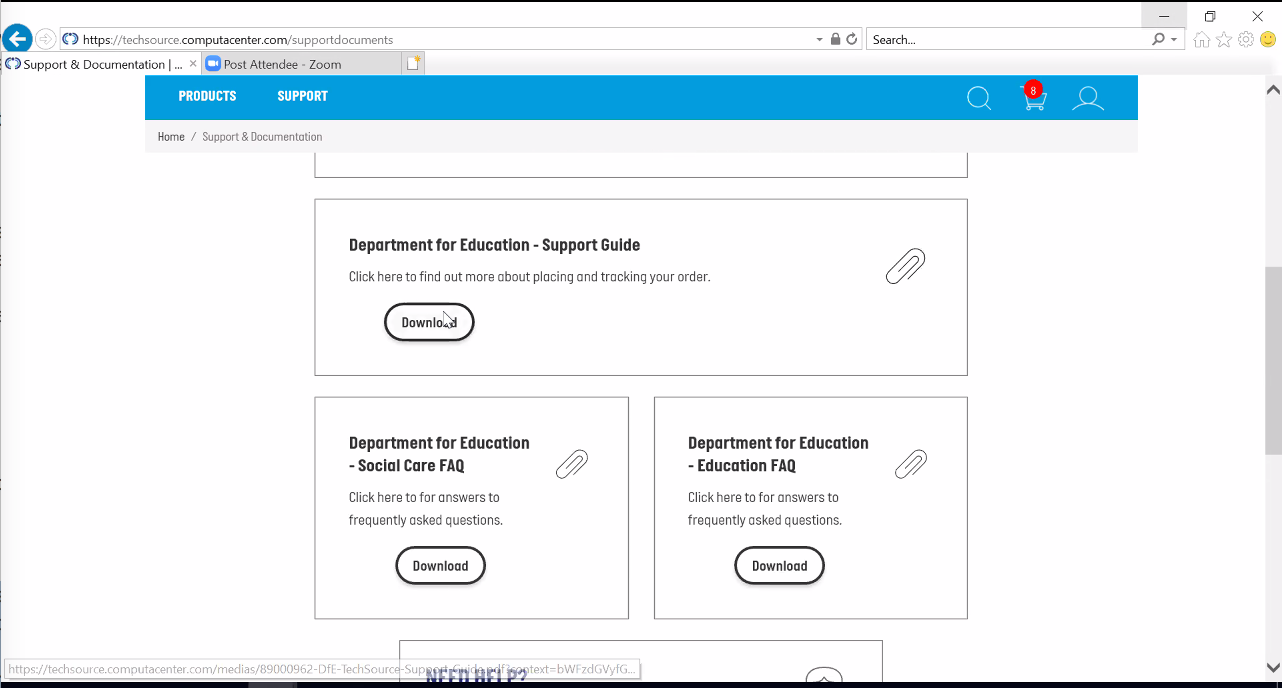 https://techsource.computacenter.com/supportdocuments
Search...
Support & Documentation | ...
Post Attendee - Zoom
PRODUCTS
SUPPORT
8
Home / Support & Documentation
Department for Education - Support Guide
Click here to find out more about placing and tracking your order.
Download
Department for Education
- Social Care FAQ
Click here to for answers to
frequently asked questions.
Download
Department for Education
- Education FAQ
Click here to for answers to
frequently asked questions.
Download
NEED HELP?
https://techsource.computacenter.com/medias/89000962-DfE-TechSource-Support-Guide.pdf?context=bWFzdGVyfG...